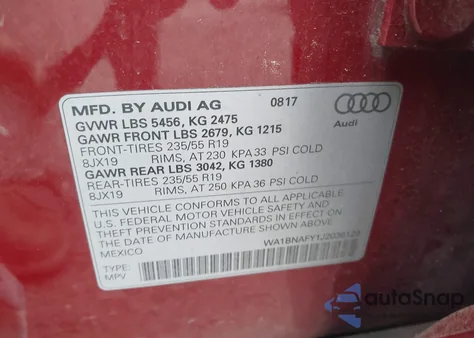 MFD. BY AUDI AG 0817
GVWR LBS 5456, KG 2475
GAWR FRONT LBS 2679, KG 1215
FRONT-TIRES 235/55 R19
8JX19 RIMS, AT 230 KPA 33 PSI COLD
GAWR REAR LBS 3042, KG 1380
REAR-TIRES 235/55 R19
8JX19 RIMS, AT 250 KPA 36 PSI COLD
THIS VEHICLE CONFORMS TO ALL APPLICABLE
U.S. FEDERAL MOTOR VEHICLE SAFETY AND
THEFT PREVENTION STANDARDS IN EFFECT ON
THE DATE OF MANUFACTURE SHOWN ABOVE
MEXICO
TYPE:
MPV
Audi
autoSnap